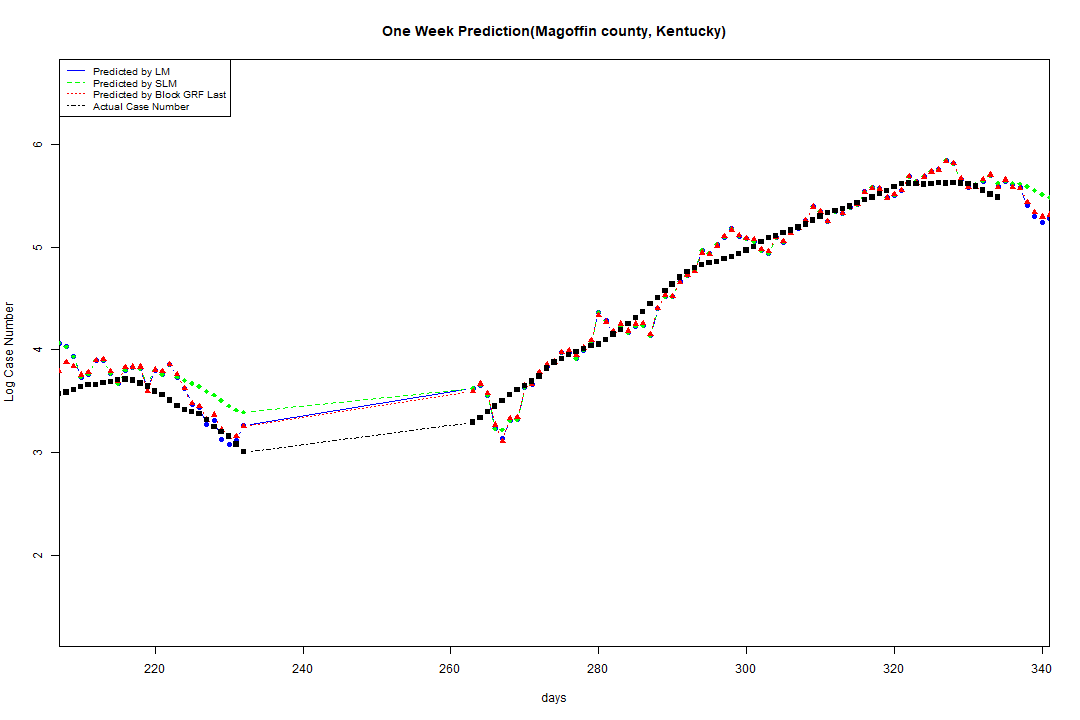 One Week Prediction(Magoffin county, Kentucky)
Predicted by LM
Predicted by SLM
Predicted by Block GRF Last
Actual Case Number
6
5
4
3
2
Log Case Number
220 240 260 280 300 320 340
days